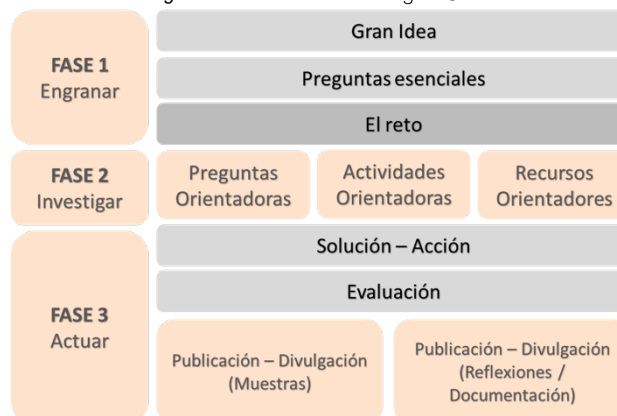 Gran Idea
FASE 1
Engranar
Preguntas esenciales
El reto
FASE 2
Investigar
Preguntas
Orientadoras
Actividades
Orientadoras
Recursos
Orientadores
Solución – Acción
Evaluación
FASE 3
Actuar
Publicación – Divulgación
(Muestras)
Publicación – Divulgación
(Reflexiones /
Documentación)